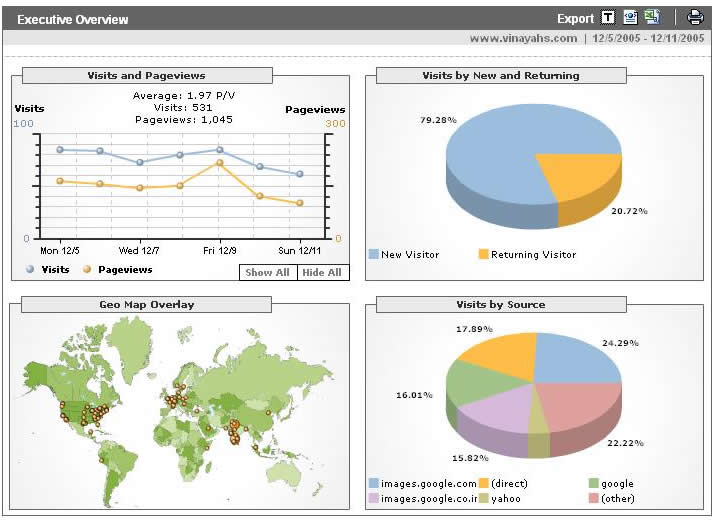 Executive Overview
Export T
www.vinayahs.com | 12/5/2005 - 12/11/2005
Visits and Pageviews
Average: 1.97 P/V
Visits: 531
Pageviews: 1,045
Visits
Pageviews
100
300
0
0
Mon 12/5 Wed 12/7 Fri 12/9 Sun 12/11
Visits Pageviews
Show All Hide All
Visits by New and Returning
79.28%
20.72%
New Visitor Returning Visitor
Geo Map Overlay
Visits by Source
17.89%
24.29%
16.01%
15.82%
22.22%
images.google.com (direct) google
images.google.co.in yahoo (other)